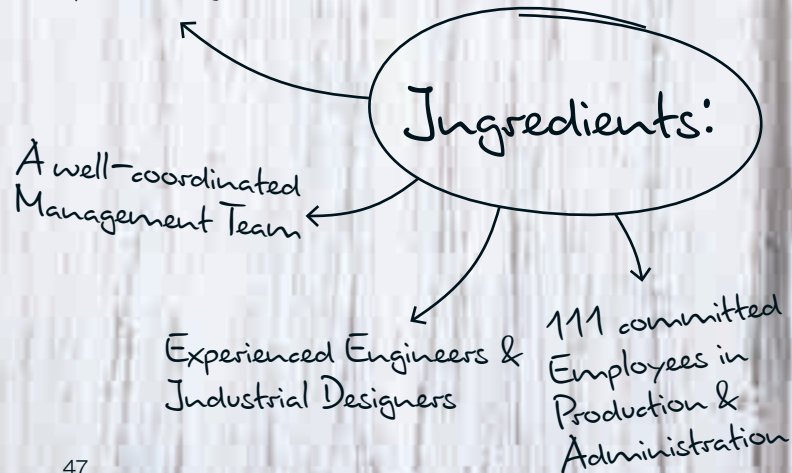 Ingredients:
A well-coordinated
Management Team
Experienced Engineers &
Industrial Designers
111 committed
Employees in
Production &
Administration
47